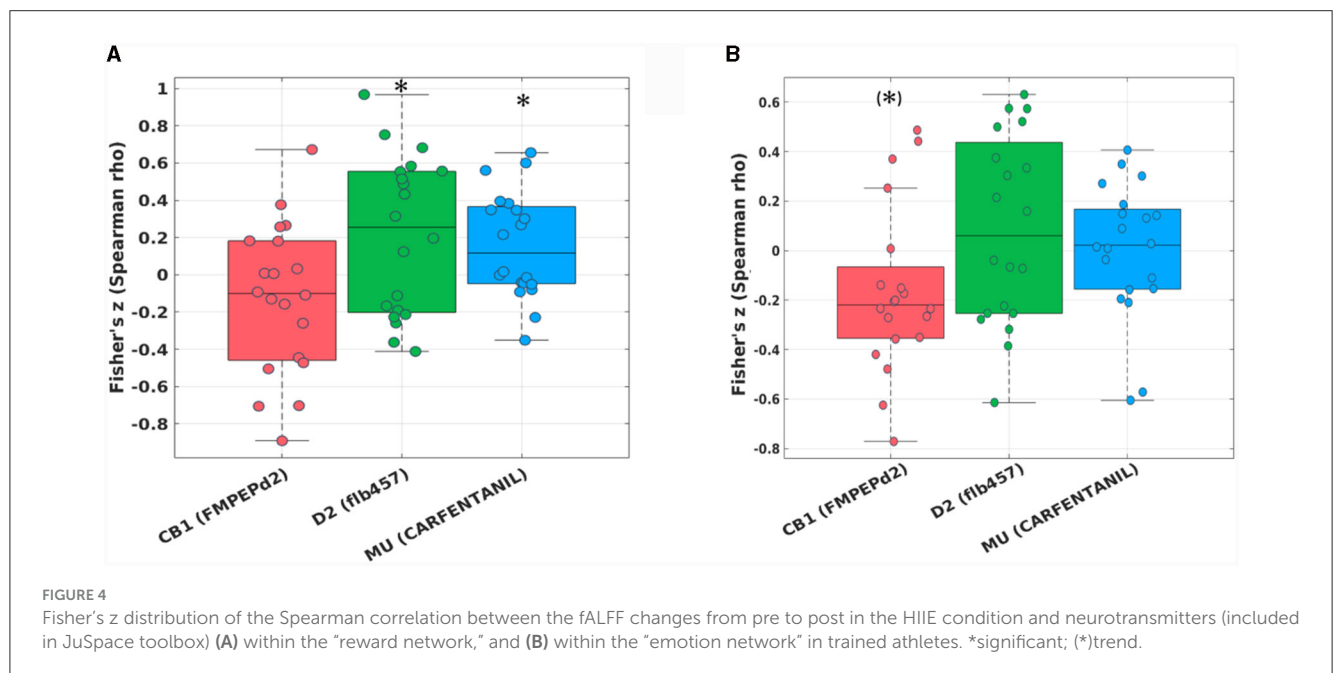 A
B
*
*
(*)
Fisher's z (Spearman rho)
1
0.8
0.6
0.4
0.2
0
-0.2
-0.4
-0.6
-0.8
CB1 (FMPEPd2)
D2 (flb457)
MU (CARFENTANIL)
Fisher's z (Spearman rho)
0.6
0.4
0.2
0
-0.2
-0.4
-0.6
-0.8
CB1 (FMPEPd2)
D2 (flb457)
MU (CARFENTANIL)
FIGURE 4
Fisher's z distribution of the Spearman correlation between the fALFF changes from pre to post in the HIIE condition and neurotransmitters (included
in JuSpace toolbox) (A) within the "reward network," and (B) within the "emotion network" in trained athletes. *significant; (*)trend.